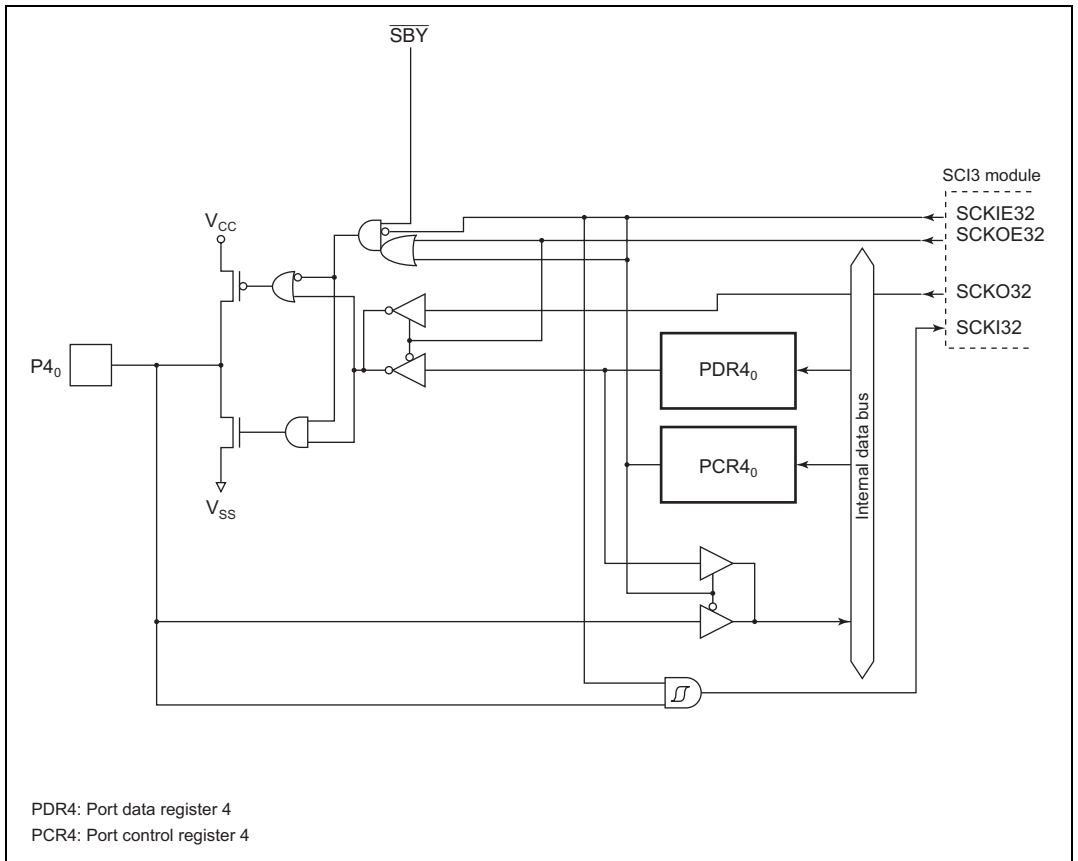 SBY
SCI3 module
SCKIE32
VCC
SCKOE32
SCKO32
SCKI32
P40
PDR40
PCR40
Internal data bus
VSS
PDR4: Port data register 4
PCR4: Port control register 4